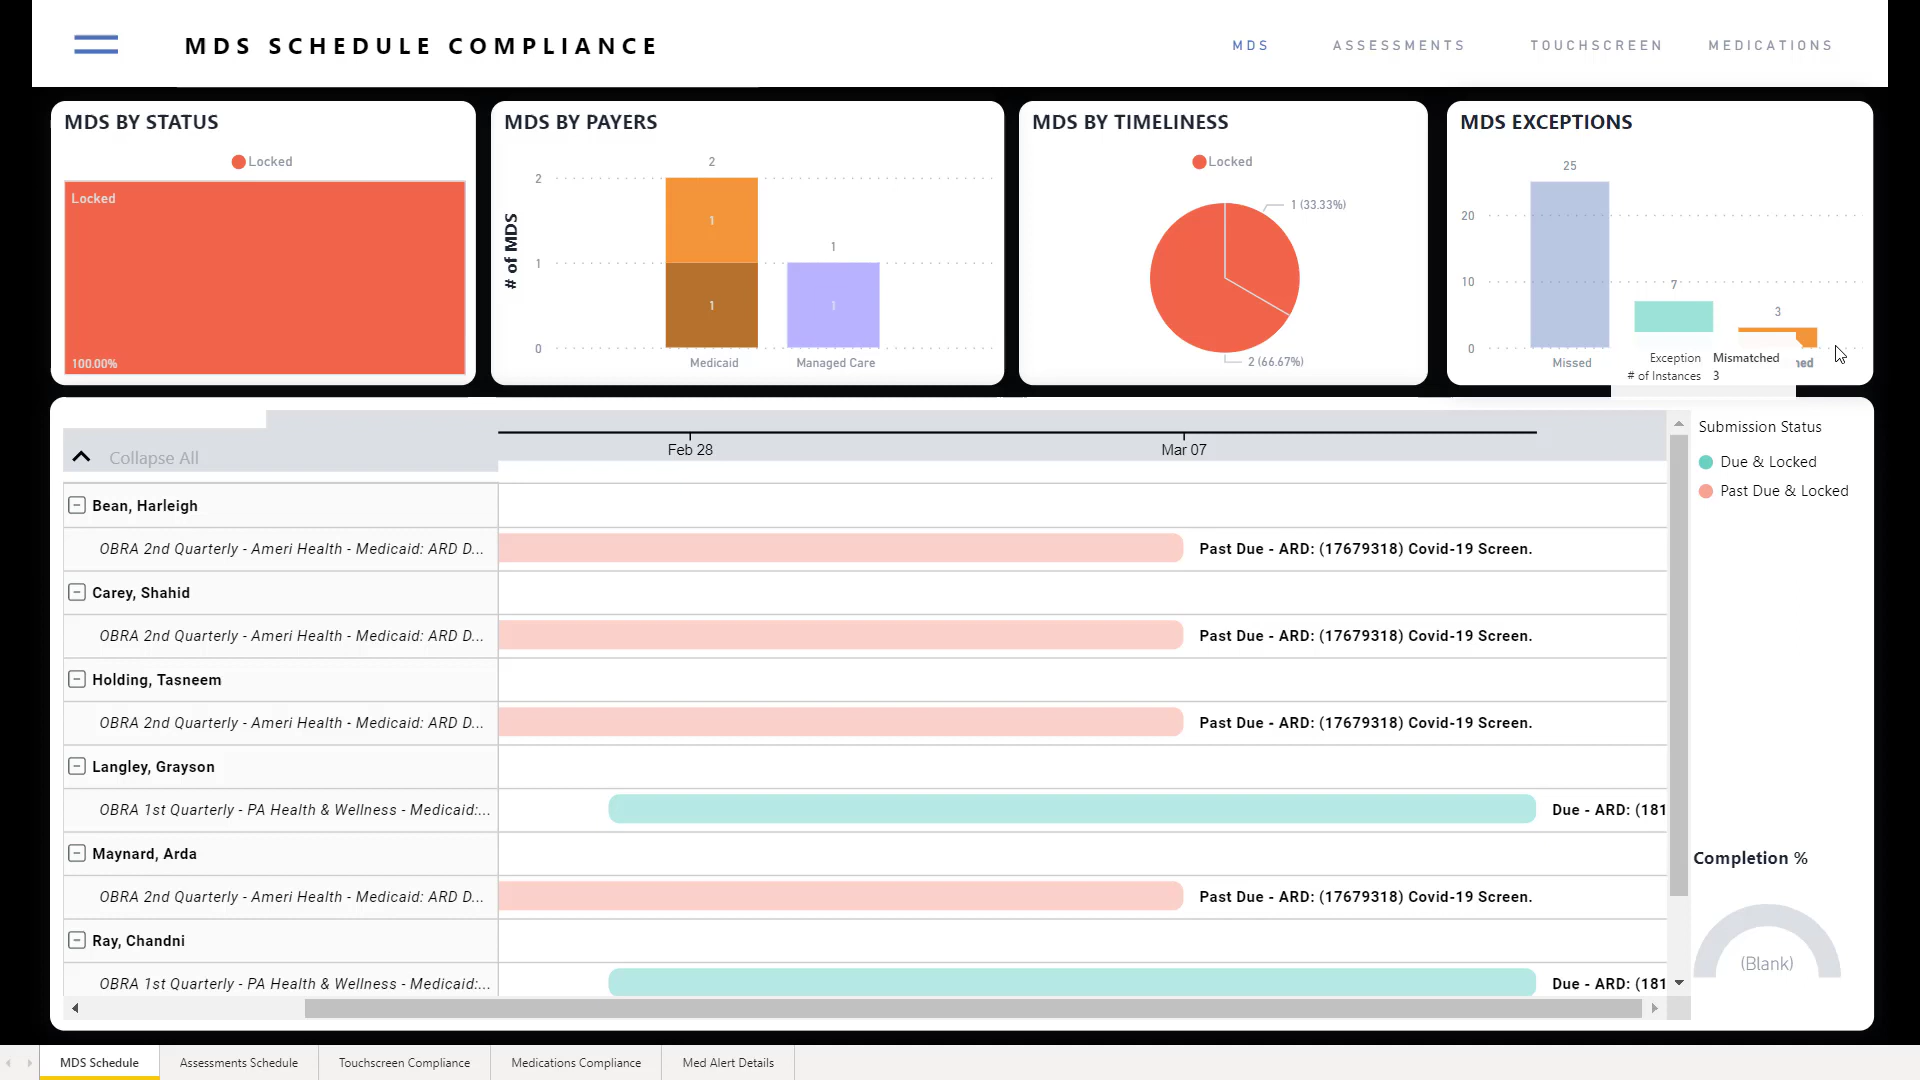 MDS SCHEDULE COMPLIANCE
MDS
ASSESSMENTS
TOUCHSCREEN
MEDICATIONS
MDS BY STATUS
Locked
Locked
100.00%
MDS BY PAYERS
# of MDS
2
1
0
2
1
1
1
1
Medicaid
Managed Care
MDS BY TIMELINESS
Locked
1 (33.33%)
2 (66.67%)
MDS EXCEPTIONS
20
10
0
25
7
3
Missed
Exception Mismatched
# of Instances 3
Collapse All
Feb 28
Mar 07
Bean, Harleigh
OBRA 2nd Quarterly - Ameri Health - Medicaid: ARD D...
Past Due - ARD: (17679318) Covid-19 Screen.
Carey, Shahid
OBRA 2nd Quarterly - Ameri Health - Medicaid: ARD D...
Past Due - ARD: (17679318) Covid-19 Screen.
Holding, Tasneem
OBRA 2nd Quarterly - Ameri Health - Medicaid: ARD D...
Past Due - ARD: (17679318) Covid-19 Screen.
Langley, Grayson
OBRA 1st Quarterly - PA Health & Wellness - Medicaid:...
Due - ARD: (181
Maynard, Arda
OBRA 2nd Quarterly - Ameri Health - Medicaid: ARD D...
Past Due - ARD: (17679318) Covid-19 Screen.
Ray, Chandni
OBRA 1st Quarterly - PA Health & Wellness - Medicaid:...
Due - ARD: (181
Submission Status
Due & Locked
Past Due & Locked
Completion %
(Blank)
MDS Schedule
Assessments Schedule
Touchscreen Compliance
Medications Compliance
Med Alert Details